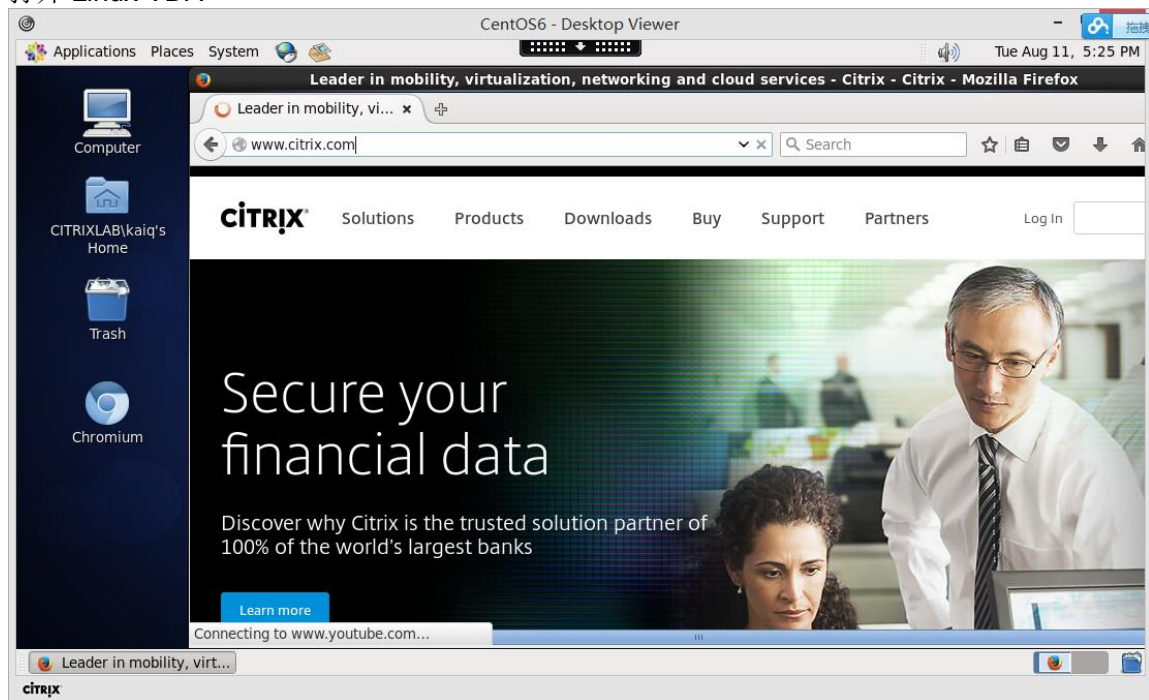 CentOS6 - Desktop Viewer
拖拽
Applications Places System
Tue Aug 11, 5:25 PM
Leader in mobility, virtualization, networking and cloud services - Citrix - Citrix - Mozilla Firefox
Leader in mobility, vi...
www.citrix.com
Search
Computer
CITRIXLAB\kaiq's
Home
Trash
Chromium
CITRIX
Solutions Products Downloads Buy Support Partners Log In
Secure your
financial data
Discover why Citrix is the trusted solution partner of
100% of the world's largest banks
Learn more
Connecting to www.youtube.com...
Leader in mobility, virt...
CITRIX